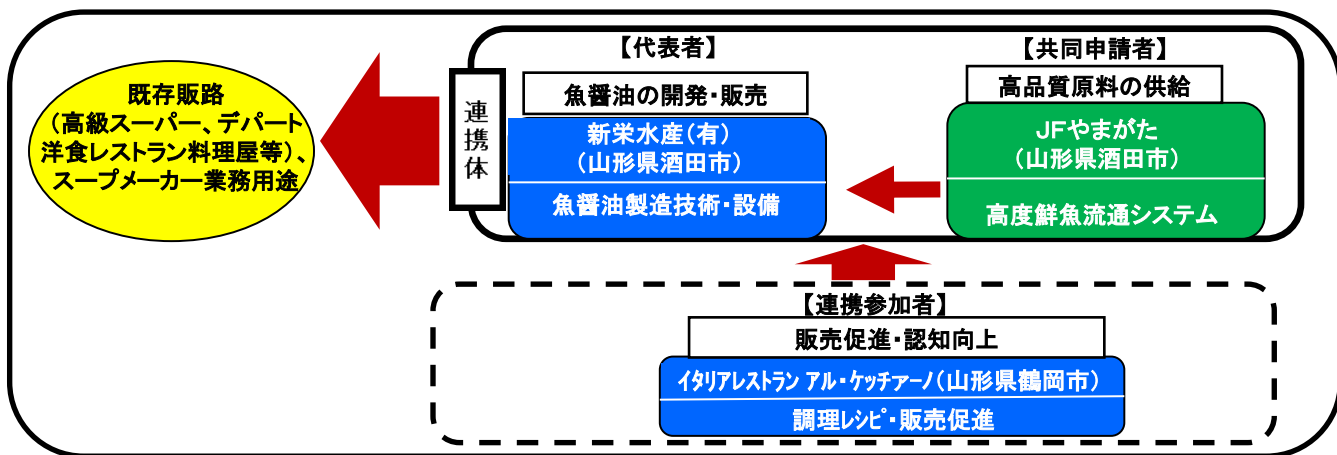 既存販路
（高級スーパー、デパート
洋食レストラン料理屋等）、
スープメーカー業務用途
連携体
【代表者】
魚醤油の開発・販売
新栄水産（有）
（山形県酒田市）
魚醤油製造技術・設備
【共同申請者】
高品質原料の供給
ＪＦやまがた
（山形県酒田市）
高度鮮魚流通システム
【連携参加者】
販売促進・認知向上
ｲﾀﾘｱﾚｽﾄﾗﾝ ｱﾙ・ｹｯﾁｧｰﾉ（山形県鶴岡市）
調理ﾚｼﾋﾟ・販売促進